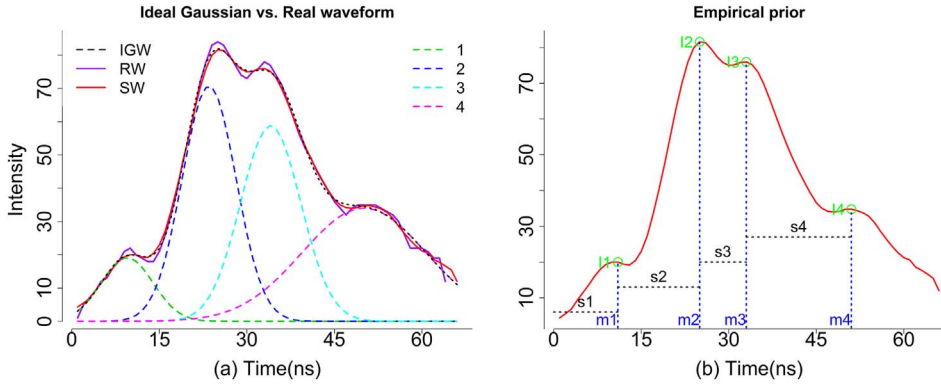 Ideal Gaussian vs. Real waveform
IGW
RW
SW
1
2
3
4
Intensity
0
10
30
50
70
0
15
30
45
60
(a) Time(ns)
Empirical prior
I1
I2
I3
I4
s1
s2
s3
s4
m1
m2
m3
m4
10
30
50
70
0
15
30
45
60
(b) Time(ns)